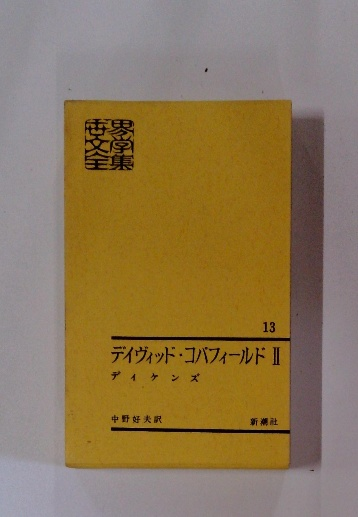 世界文学全集
13
デイヴィッド・コパフィールド Ⅱ
ディケンズ
中野好夫訳
新潮社